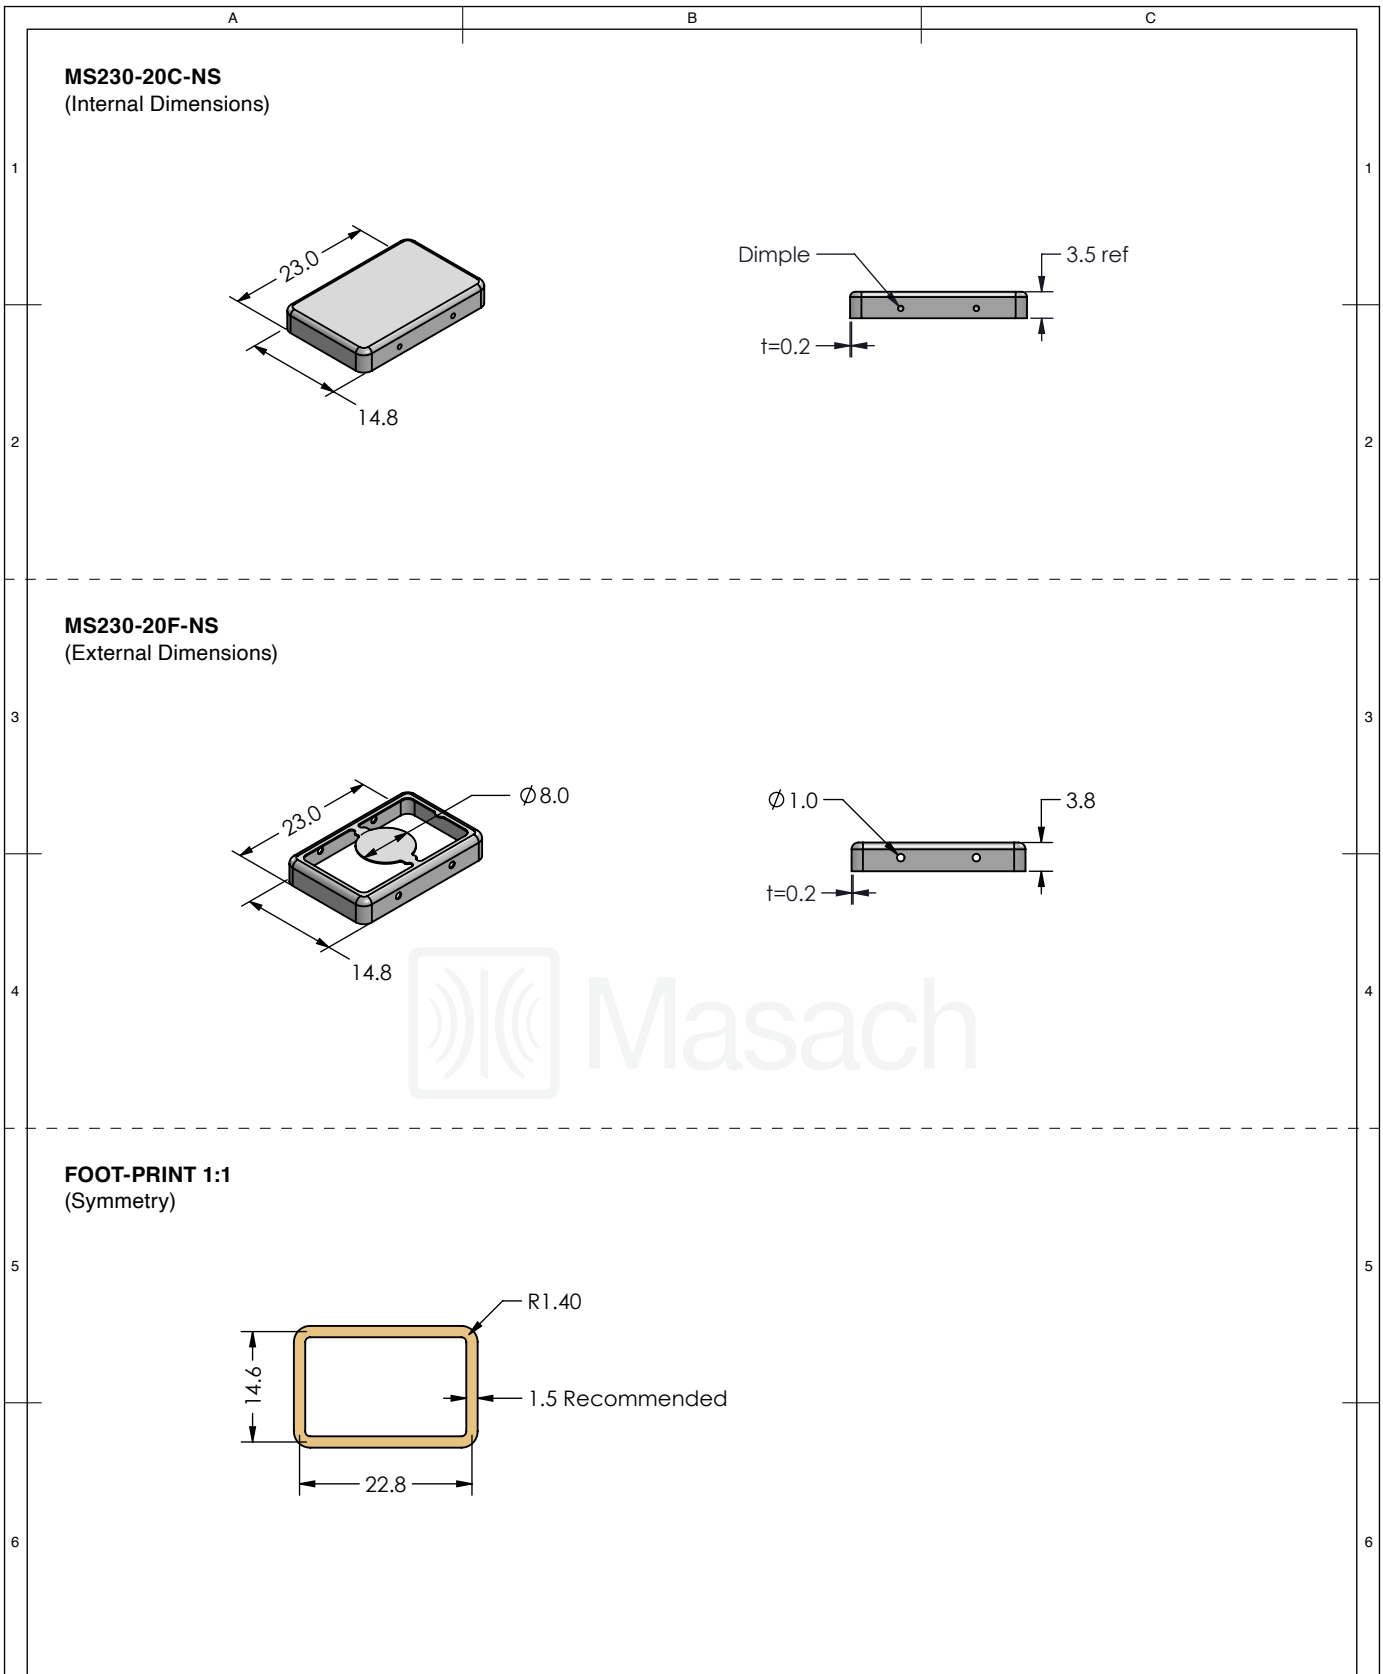 A B C
MS230-20C-NS
(Internal Dimensions)
1 1
23.0
14.8
Dimple
3.5 ref
t=0.2
2 2
MS230-20F-NS
(External Dimensions)
3 3
23.0
Ø8.0
14.8
Ø1.0
3.8
t=0.2
Masach
4 4
FOOT-PRINT 1:1
(Symmetry)
5 5
R1.40
14.6
1.5 Recommended
22.8
6 6